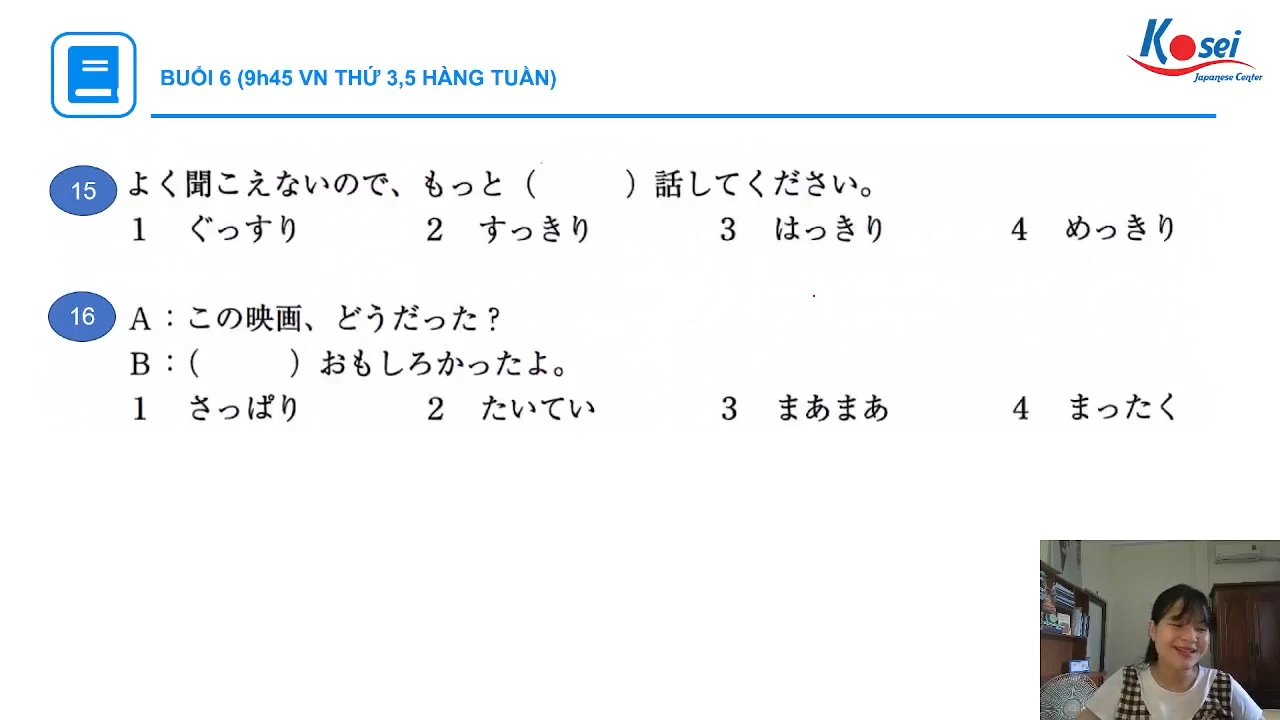 Kosei
Japanese Center
BUỔI 6 (9h45 VN THỨ 3,5 HÀNG TUẦN)
15 よく聞こえないので、もっと（　　　）話してください。
1 ぐっすり 2 すっきり 3 はっきり 4 めっきり
16 A：この映画、どうだった？
B：（　　　）おもしろかったよ。
1 さっぱり 2 たいてい 3 まあまあ 4 まったく